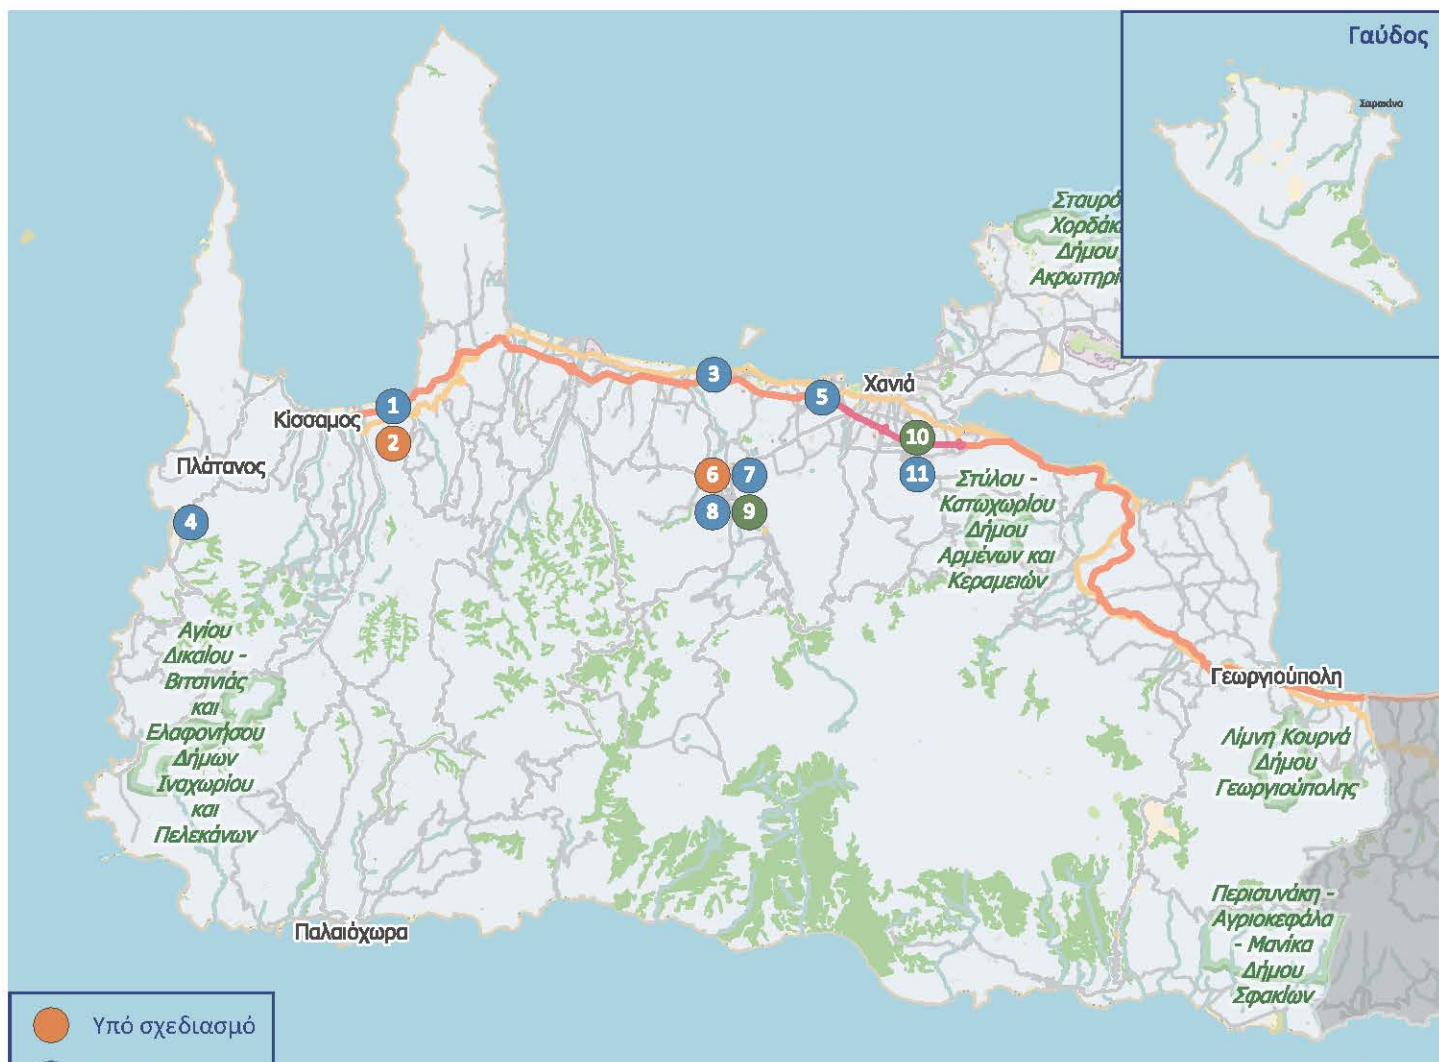 Γαύδος
Σαρακίνα
Σταυρό
Χορδάκ
Δήμου
Ακρωτηρί
Χανιά
3
5
1
Κίσσαμος
2
10
Πλάτανος
6
7
11
Στύλου -
Κατωχωρίου
Δήμου
Αρμένων και
Κεραμειών
8
9
4
Αγίου
Δικαίου -
Βιτσινιάς
και
Ελαφονήσου
Δήμων
Ιναχωρίου
και
Πελεκάνων
Γεωργιούπολη
Λίμνη Κουρνά
Δήμου
Γεωργιούπολης
Περισυνάκη -
Αγριοκεφάλα
- Μανίκα
Δήμου
Σφακίων
Παλαιόχωρα
Υπό σχεδιασμό